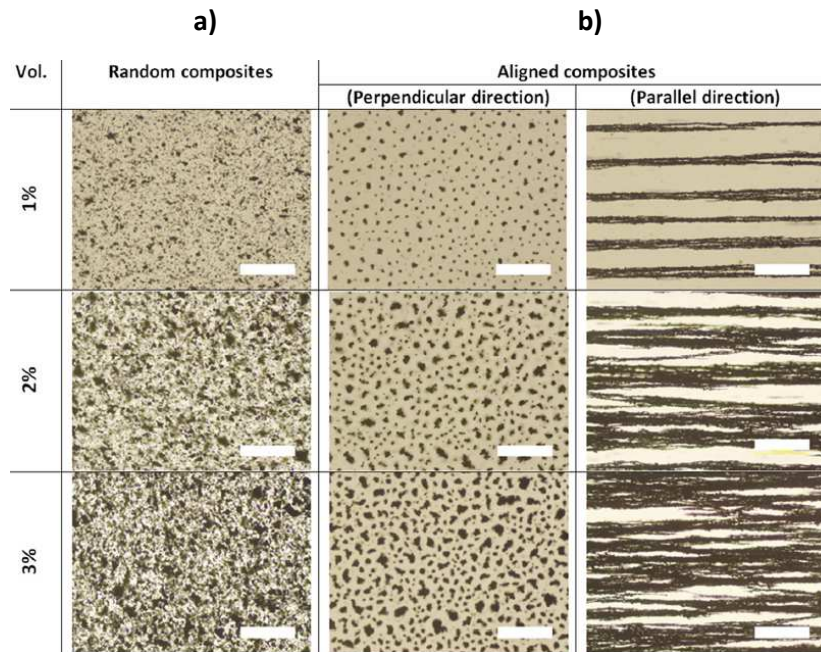 a) b)
Vol. Random composites Aligned composites
(Perpendicular direction) (Parallel direction)
1%
2%
3%